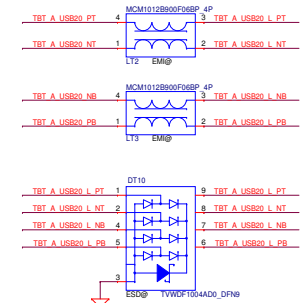 MCM1012B900F06BP_4P
TBT_A_USB20_PT 4 3 TBT_A_USB20_L_PT
TBT_A_USB20_NT 1 2 TBT_A_USB20_L_NT
LT2 EMI@
MCM1012B900F06BP_4P
TBT_A_USB20_NB 4 3 TBT_A_USB20_L_NB
TBT_A_USB20_PB 1 2 TBT_A_USB20_L_PB
LT3 EMI@
DT10
TBT_A_USB20_L_PT 1 9 TBT_A_USB20_L_PT
TBT_A_USB20_L_NT 2 8 TBT_A_USB20_L_NT
TBT_A_USB20_L_NB 4 7 TBT_A_USB20_L_NB
TBT_A_USB20_L_PB 5 6 TBT_A_USB20_L_PB
3
ESD@ TVWDF1004AD0_DFN9